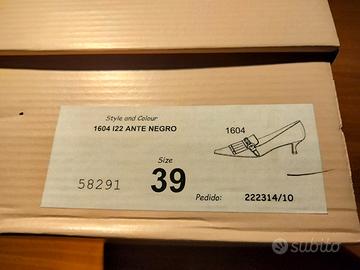 Style and Colour
1604 I22 ANTE NEGRO
1604
Size
58291
39
Pedido:
222314/10
subito